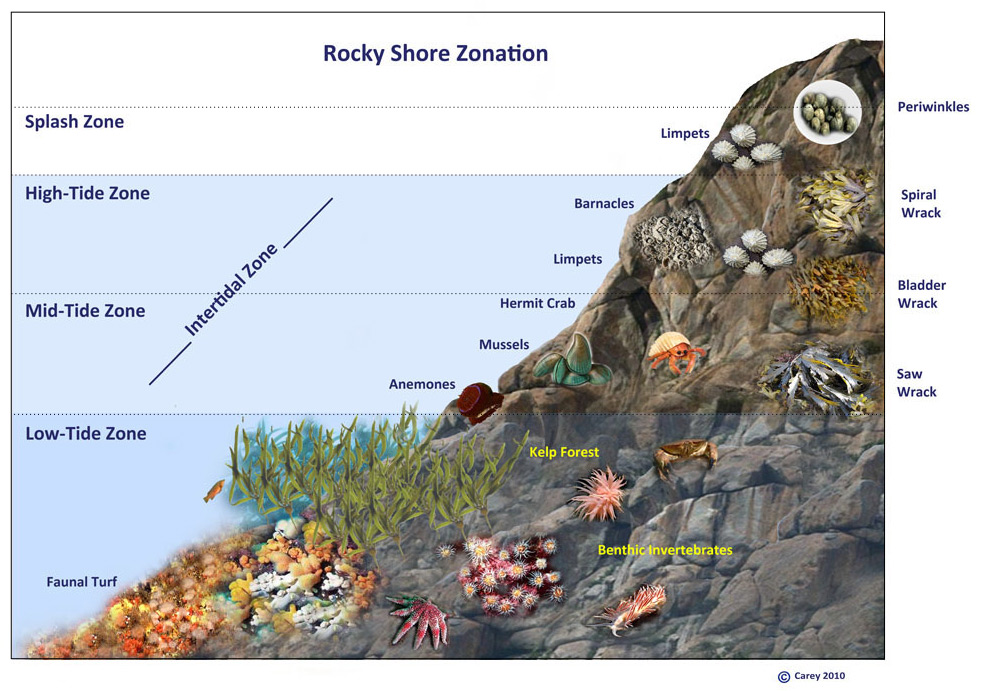 Rocky Shore Zonation
Splash Zone
Limpets
Periwinkles
High-Tide Zone
Barnacles
Spiral
Wrack
Intertidal Zone
Limpets
Bladder
Wrack
Mid-Tide Zone
Hermit Crab
Mussels
Anemones
Saw
Wrack
Low-Tide Zone
Kelp Forest
Benthic Invertebrates
Faunal Turf
© Carey 2010